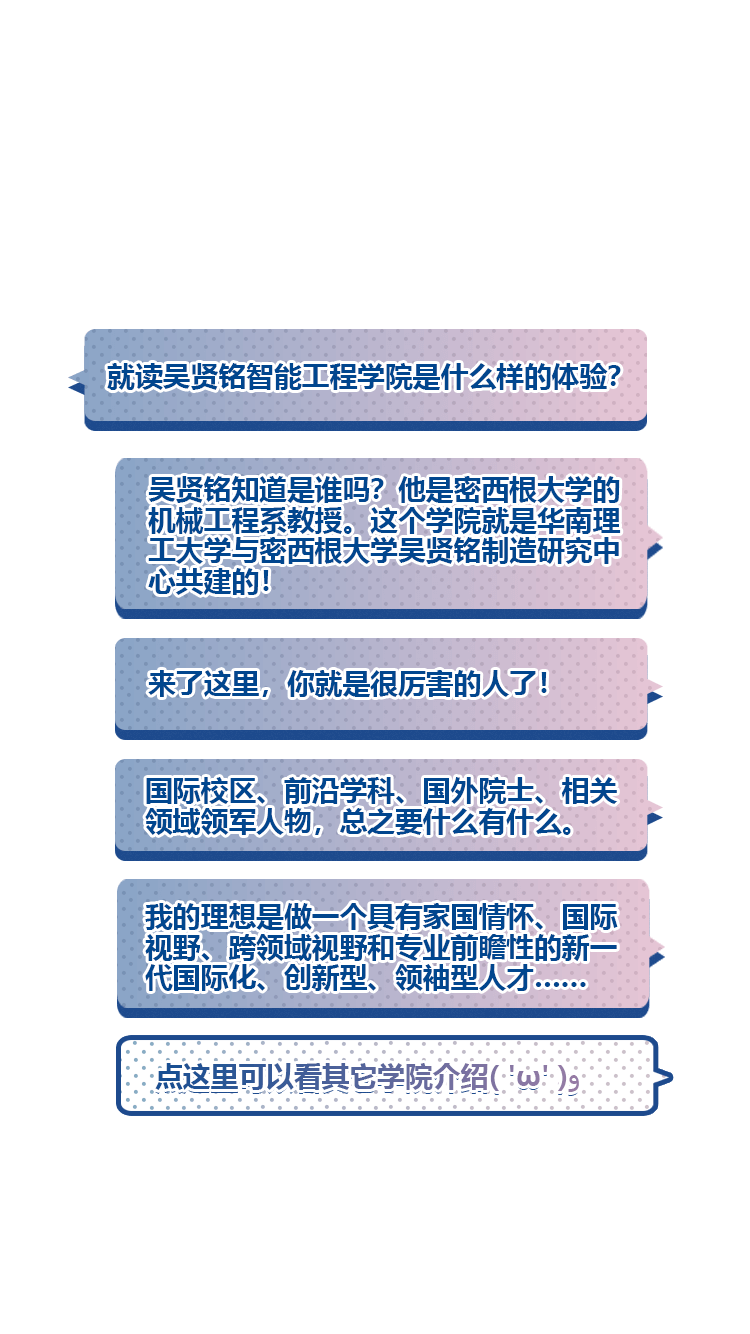 就读吴贤铭智能工程学院是什么样的体验?
吴贤铭知道是谁吗？他是密西根大学的
机械工程系教授。这个学院就是华南理
工大学与密西根大学吴贤铭制造研究中
心共建的！
来了这里，你就是很厉害的人了！
国际校区、前沿学科、国外院士、相关
领域领军人物，总之要什么有什么。
我的理想是做一个具有家国情怀、国际
视野、跨领域视野和专业前瞻性的新一
代国际化、创新型、领袖型人才……
点这里可以看其它学院介绍( 'ω' )و